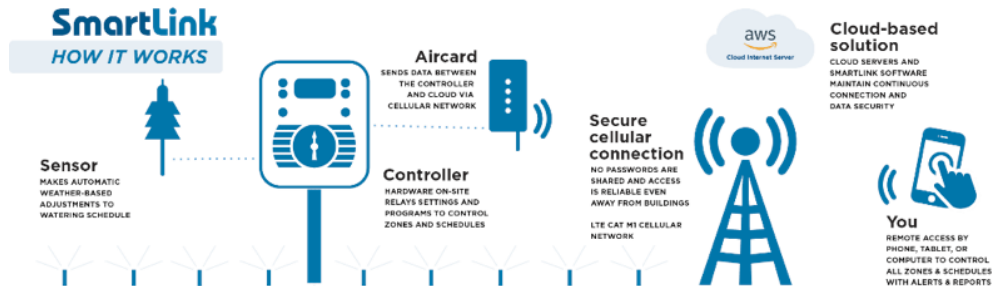 SmartLink
HOW IT WORKS
Sensor
MAKES AUTOMATIC
WEATHER-BASED
ADJUSTMENTS TO
WATERING SCHEDULE
Aircard
SENDS DATA BETWEEN
THE CONTROLLER
AND CLOUD VIA
CELLULAR NETWORK
Controller
HARDWARE ON-SITE
RELAYS SETTINGS AND
PROGRAMS TO CONTROL
ZONES AND SCHEDULES
Secure
cellular
connection
NO PASSWORDS ARE
SHARED AND ACCESS
IS RELIABLE EVEN
AWAY FROM BUILDINGS
LTE CAT M1 CELLULAR
NETWORK
aws
Cloud Internet Server
Cloud-based
solution
CLOUD SERVERS AND
SMARTLINK SOFTWARE
MAINTAIN CONTINUOUS
CONNECTION AND
DATA SECURITY
You
REMOTE ACCESS BY
PHONE, TABLET, OR
COMPUTER TO CONTROL
ALL ZONES & SCHEDULES
WITH ALERTS & REPORTS